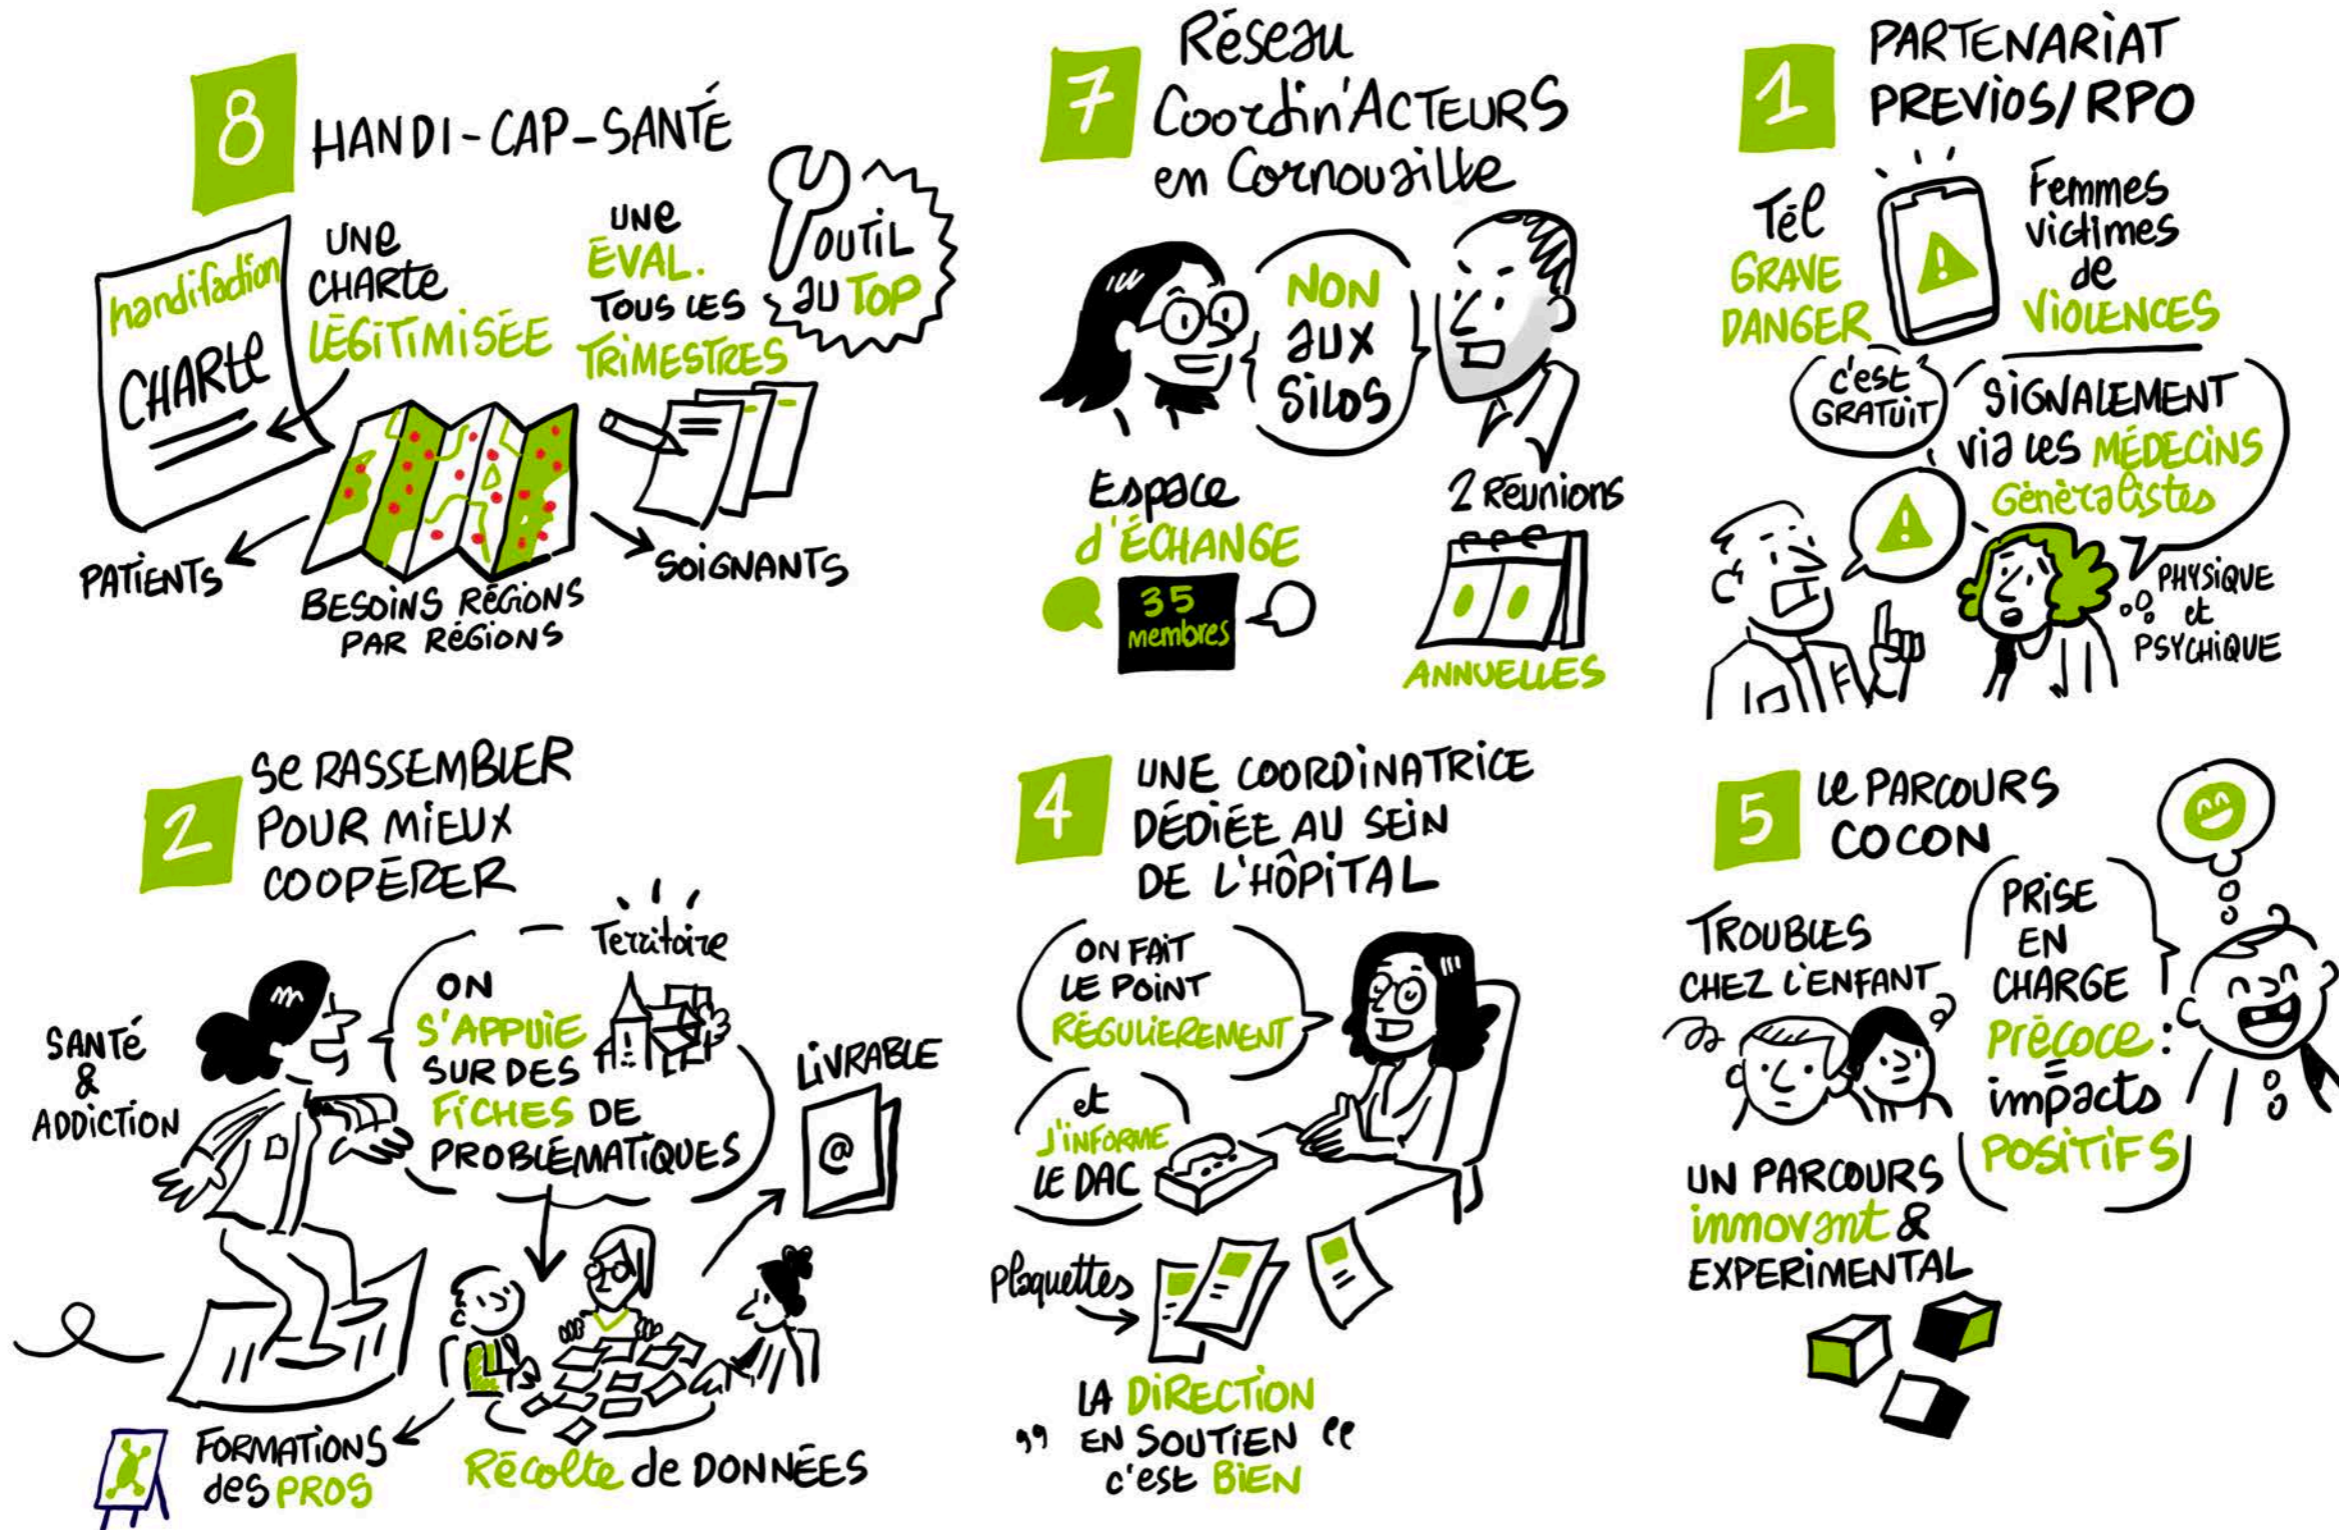 8
HANDI-CAP-SANTÉ
handifaction
CHARTE
UNE
CHARTE
LÉGITIMISÉE
UNE
ÉVAL.
TOUS LES
TRIMESTRES
OUTIL
AU TOP
PATIENTS
BESOINS RÉGIONS
PAR RÉGIONS
SOIGNANTS
7
Réseau
Coordin'ACTEURS
en Cornouaille
NON
AUX
SILOS
Espace
d'ÉCHANGE
35
membres
2 Réunions
ANNUELLES
1
PARTENARIAT
PREVIOS/RPO
Tél
GRAVE
DANGER
Femmes
victimes
de
VIOLENCES
c'est
GRATUIT
SIGNALEMENT
via les MÉDECINS
Généralistes
PHYSIQUE
et
PSYCHIQUE
2
Se RASSEMBLER
POUR MIEUX
COOPÉRER
SANTÉ
&
ADDICTION
Territoire
ON
S'APPUIE
SUR DES
FICHES DE
PROBLÉMATIQUES
LIVRABLE
@
FORMATIONS
des PROS
Récolte de DONNÉES
4
UNE COORDINATRICE
DÉDIÉE AU SEIN
DE L'HÔPITAL
ON FAIT
LE POINT
RÉGULIEREMENT
et
J'INFORME
LE DAC
Plaquettes
LA DIRECTION
" EN SOUTIEN "
c'est BIEN
5
Le PARCOURS
COCON
TROUBLES
CHEZ L'ENFANT
PRISE
EN
CHARGE
Précoce :
=
impacts
POSITIFS
UN PARCOURS
innovant &
EXPERIMENTAL